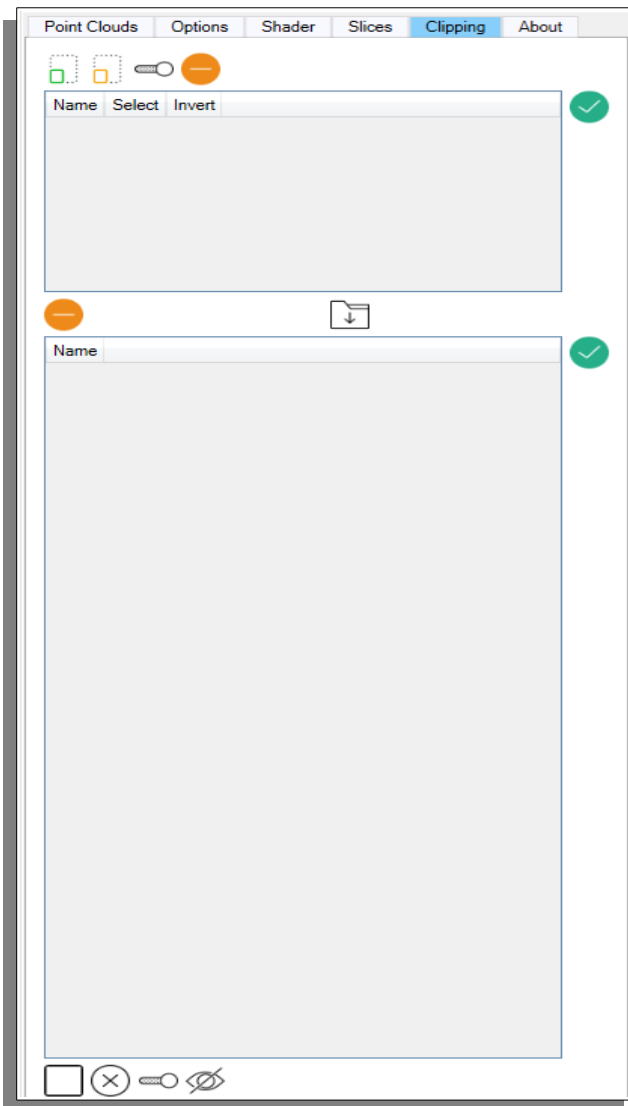 Point Clouds Options Shader Slices Clipping About
Name Select Invert
Name